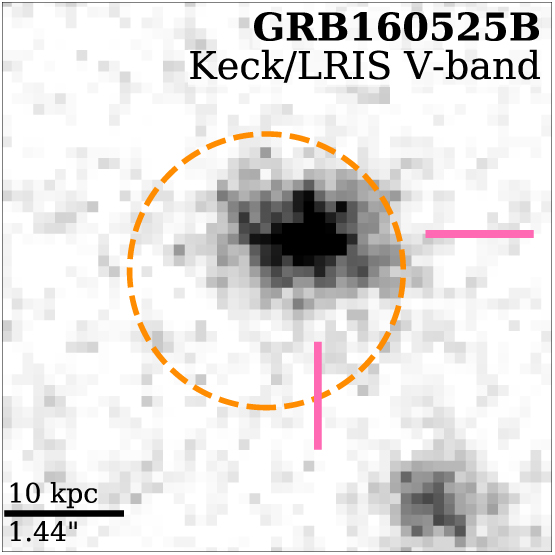 GRB160525B
Keck/LRIS V-band
10 kpc
1.44"